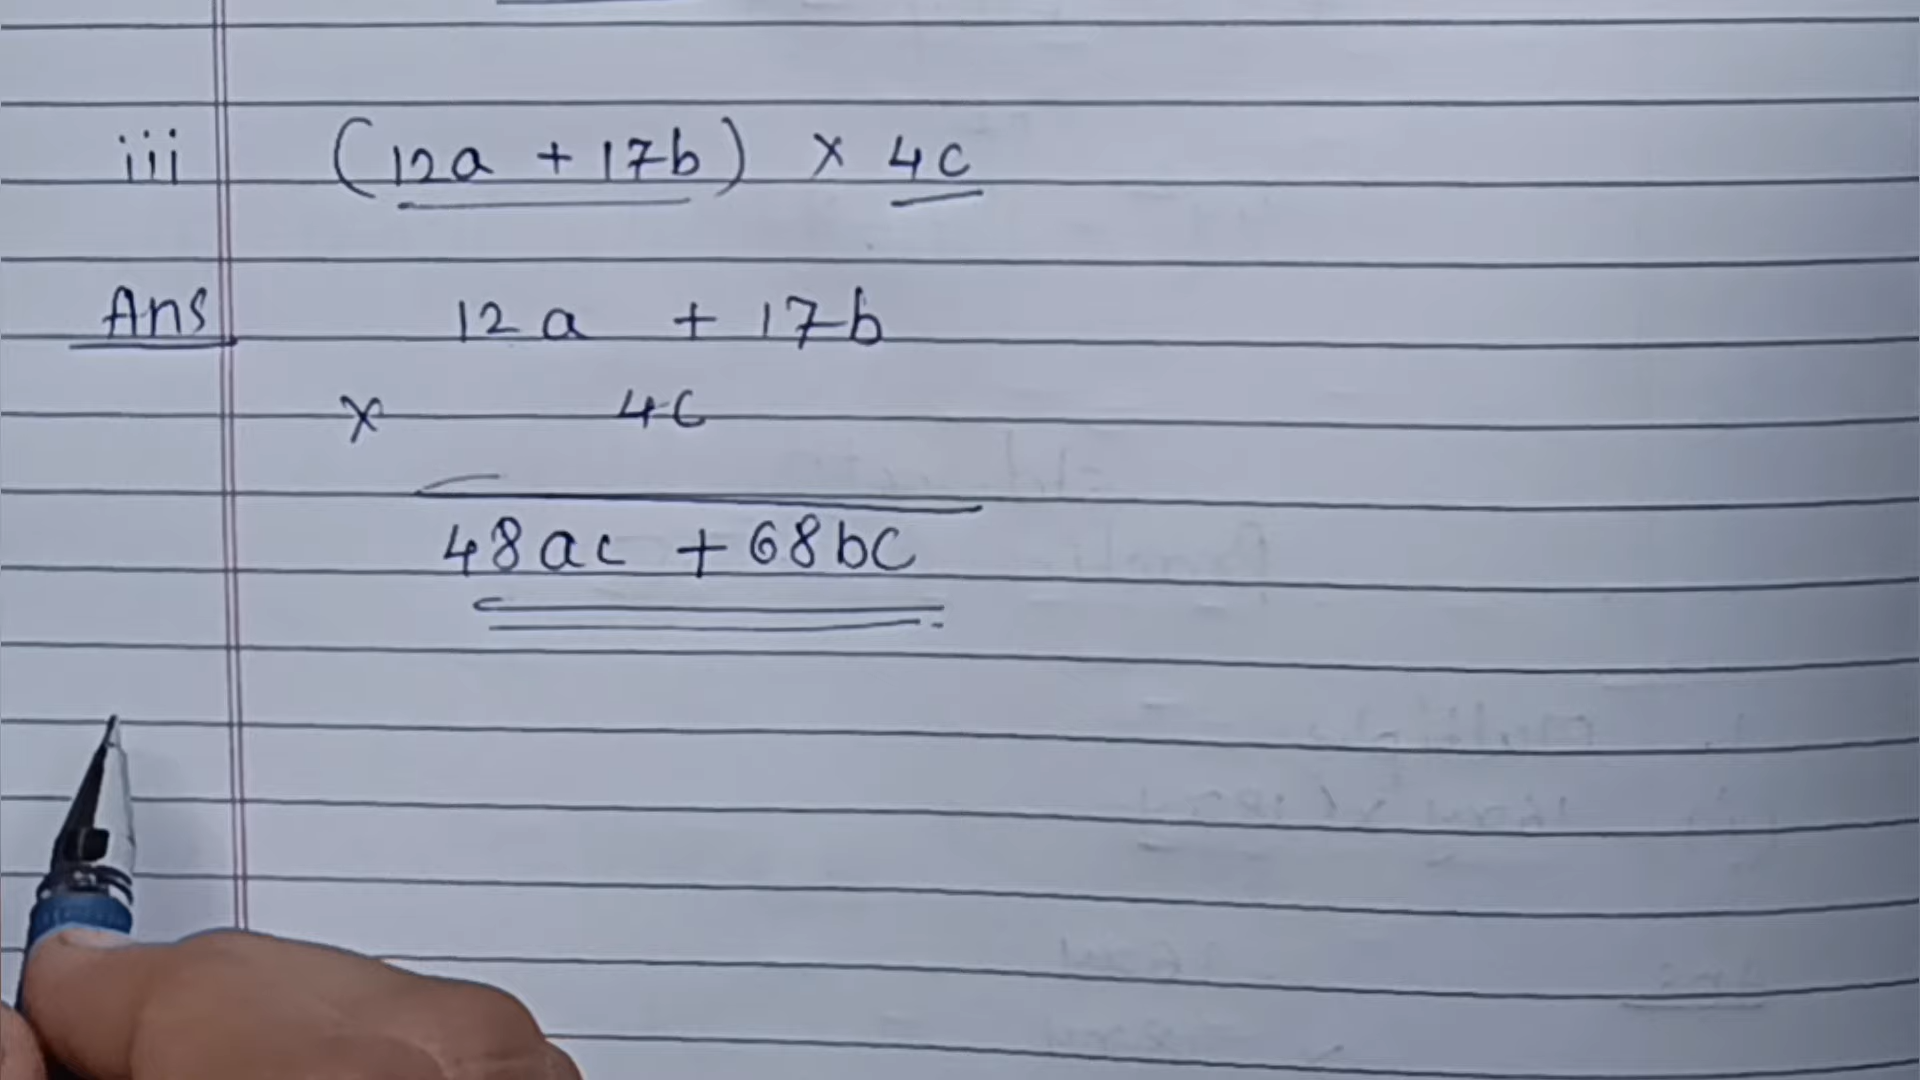 iii (12a + 17b) × 4c
Ans 12a + 17b
× 4c
48ac + 68bc